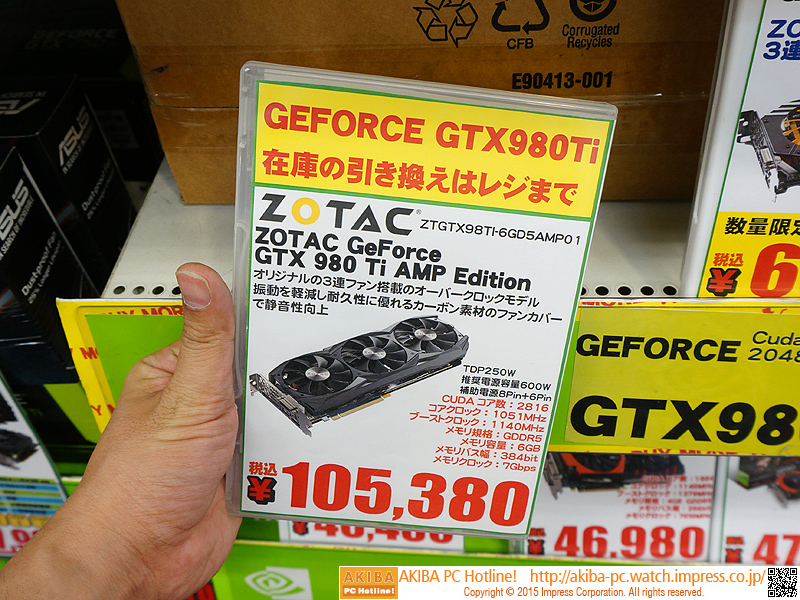 CFB
Corrugated
Recycles
E90413-001
GEFORCE GTX980Ti
在庫の引き換えはレジまで
ZOTAC®
ZTGTX98TI-6GD5AMP01
ZOTAC GeForce
GTX 980 Ti AMP Edition
オリジナルの3連ファン搭載のオーバークロックモデル
振動を軽減し耐久性に優れるカーボン素材のファンカバー
で静音性向上
TDP250W
推奨電源容量600W
補助電源8Pin+6Pin
CUDA コア数:2816
コアクロック:1051MHz
ブーストクロック:1140MHz
メモリ規格:GDDR5
メモリ容量:6GB
メモリバス幅:384bit
メモリクロック:7Gbps
税込
¥105,380
ASUS
数量限定
税込
¥6
GEFORCE
Cuda
2048
GTX98
¥46,980
¥47
AKIBA
PC Hotline!
AKIBA PC Hotline! http://akiba-pc.watch.impress.co.jp/
Copyright © 2015 Impress Corporation. All rights reserved.